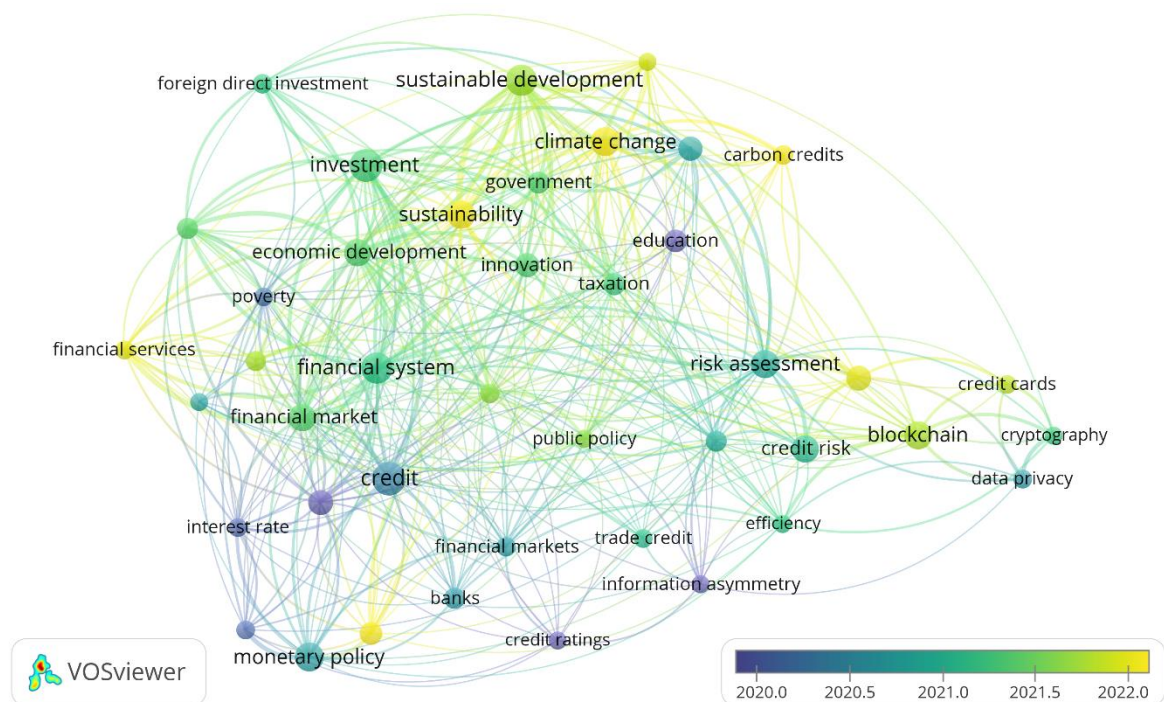 foreign direct investment
sustainable development
climate change
carbon credits
investment
government
sustainability
education
economic development
innovation
taxation
poverty
financial services
financial system
risk assessment
credit cards
financial market
public policy
blockchain
cryptography
credit risk
credit
data privacy
interest rate
efficiency
financial markets
trade credit
information asymmetry
banks
credit ratings
monetary policy
VOSviewer
2020.0 2020.5 2021.0 2021.5 2022.0